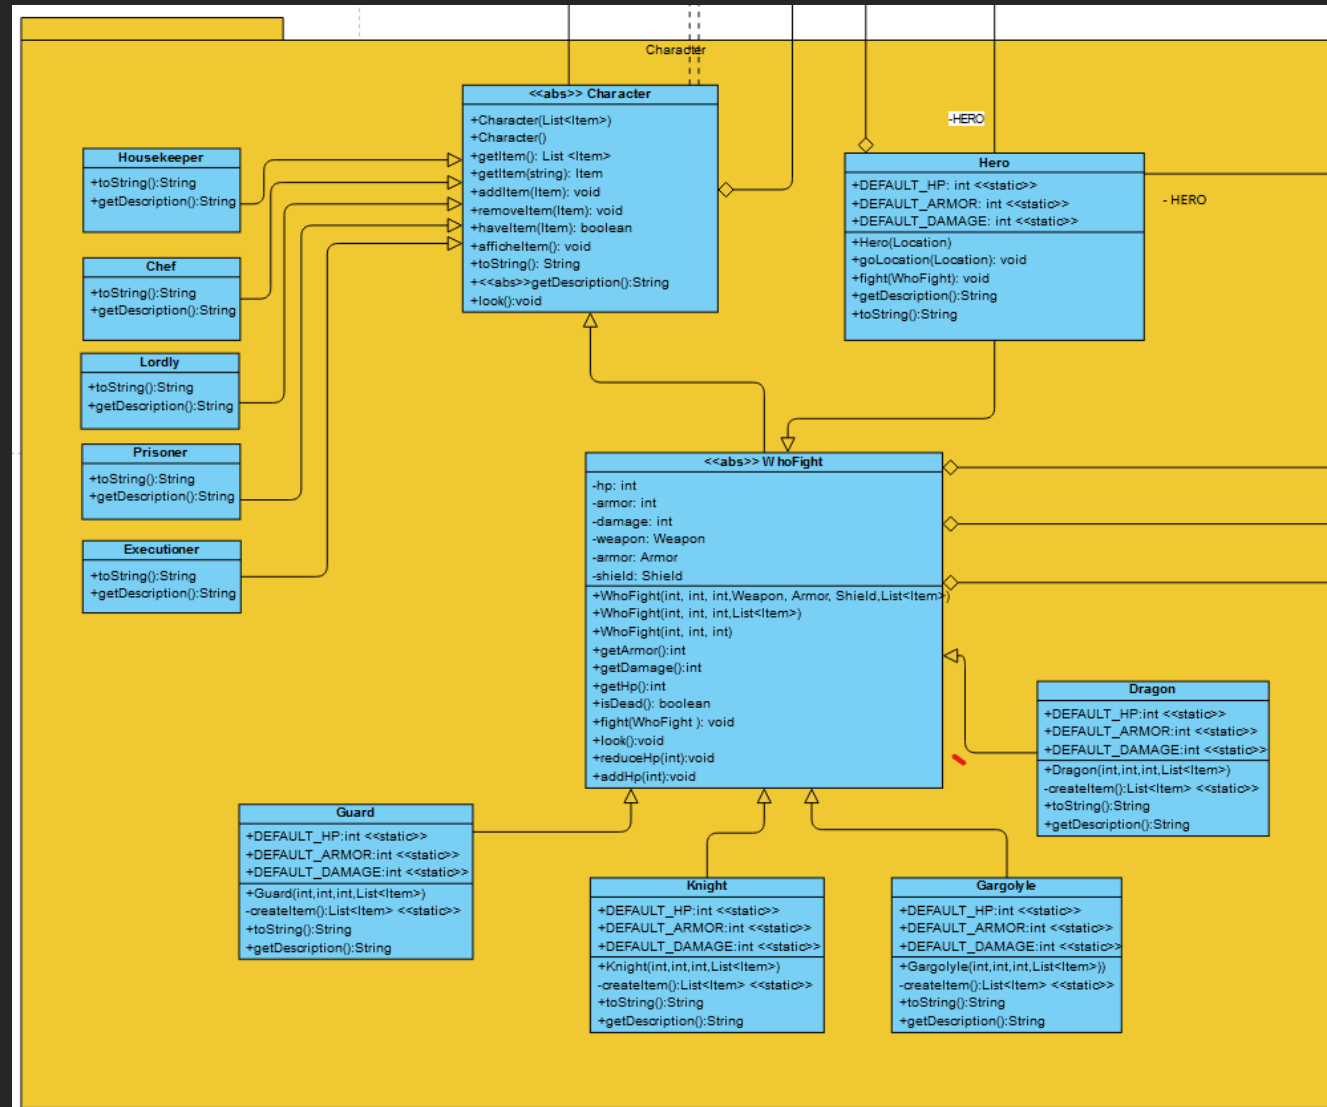 Character
<<abs>> Character
+Character(List<Item>)
+Character()
+getItem(): List <Item>
+getItem(string): Item
+addItem(Item): void
+removeItem(Item): void
+haveItem(Item): boolean
+afficheItem(): void
+toString(): String
+<<abs>>getDescription():String
+look():void
-HERO
Hero
+DEFAULT_HP: int <<static>>
+DEFAULT_ARMOR: int <<static>>
+DEFAULT_DAMAGE: int <<static>>
+Hero(Location)
+goLocation(Location): void
+fight(WhoFight): void
+getDescription():String
+toString():String
- HERO
Housekeeper
+toString():String
+getDescription():String
Chef
+toString():String
+getDescription():String
Lordly
+toString():String
+getDescription():String
Prisoner
+toString():String
+getDescription():String
Executioner
+toString():String
+getDescription():String
<<abs>> WhoFight
-hp: int
-armor: int
-damage: int
-weapon: Weapon
-armor: Armor
-shield: Shield
+WhoFight(int, int, int,Weapon, Armor, Shield,List<Item>)
+WhoFight(int, int, int,List<Item>)
+WhoFight(int, int, int)
+getArmor():int
+getDamage():int
+getHp():int
+isDead(): boolean
+fight(WhoFight ): void
+look():void
+reduceHp(int):void
+addHp(int):void
Dragon
+DEFAULT_HP:int <<static>>
+DEFAULT_ARMOR:int <<static>>
+DEFAULT_DAMAGE:int <<static>>
+Dragon(int,int,int,List<Item>)
-createItem():List<Item> <<static>>
+toString():String
+getDescription():String
Guard
+DEFAULT_HP:int <<static>>
+DEFAULT_ARMOR:int <<static>>
+DEFAULT_DAMAGE:int <<static>>
+Guard(int,int,int,List<Item>)
-createItem():List<Item> <<static>>
+toString():String
+getDescription():String
Knight
+DEFAULT_HP:int <<static>>
+DEFAULT_ARMOR:int <<static>>
+DEFAULT_DAMAGE:int <<static>>
+Knight(int,int,int,List<Item>)
-createItem():List<Item> <<static>>
+toString():String
+getDescription():String
Gargolyle
+DEFAULT_HP:int <<static>>
+DEFAULT_ARMOR:int <<static>>
+DEFAULT_DAMAGE:int <<static>>
+Gargolyle(int,int,int,List<Item>))
-createItem():List<Item> <<static>>
+toString():String
+getDescription():String